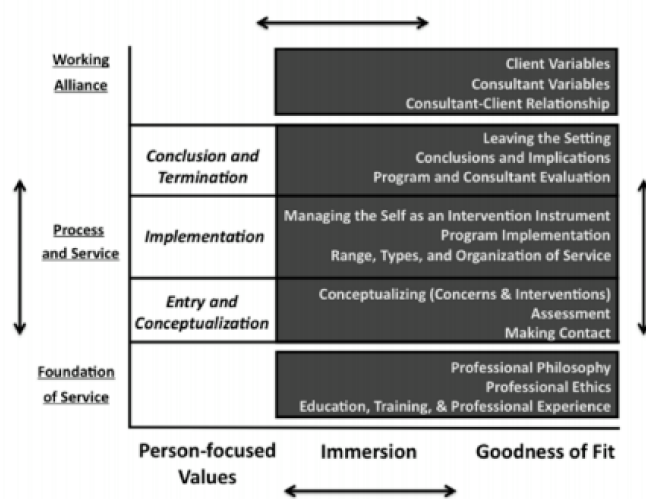 Working
Alliance
Client Variables
Consultant Variables
Consultant-Client Relationship
Conclusion and
Termination
Leaving the Setting
Conclusions and Implications
Program and Consultant Evaluation
Process
and Service
Implementation
Managing the Self as an Intervention Instrument
Program Implementation
Range, Types, and Organization of Service
Entry and
Conceptualization
Conceptualizing (Concerns & Interventions)
Assessment
Making Contact
Foundation
of Service
Professional Philosophy
Professional Ethics
Education, Training, & Professional Experience
Person-focused
Values
Immersion
Goodness of Fit